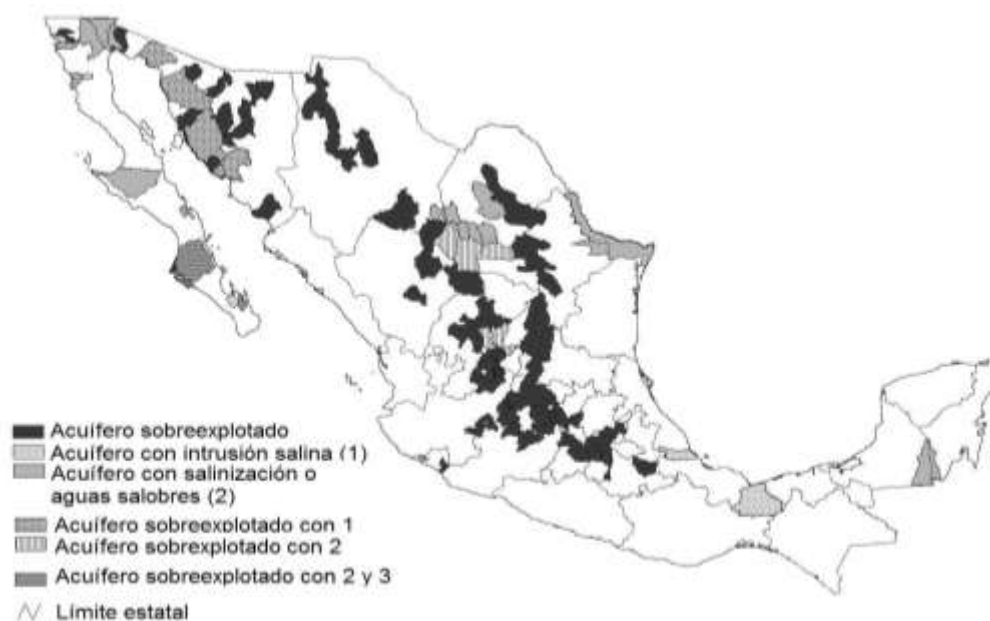 Acuífero sobreexplotado
Acuífero con intrusión salina (1)
Acuífero con salinización o
aguas salobres (2)
Acuífero sobreexplotado con 1
Acuífero sobrexplotado con 2
Acuífero sobreexplotado con 2 y 3
Límite estatal